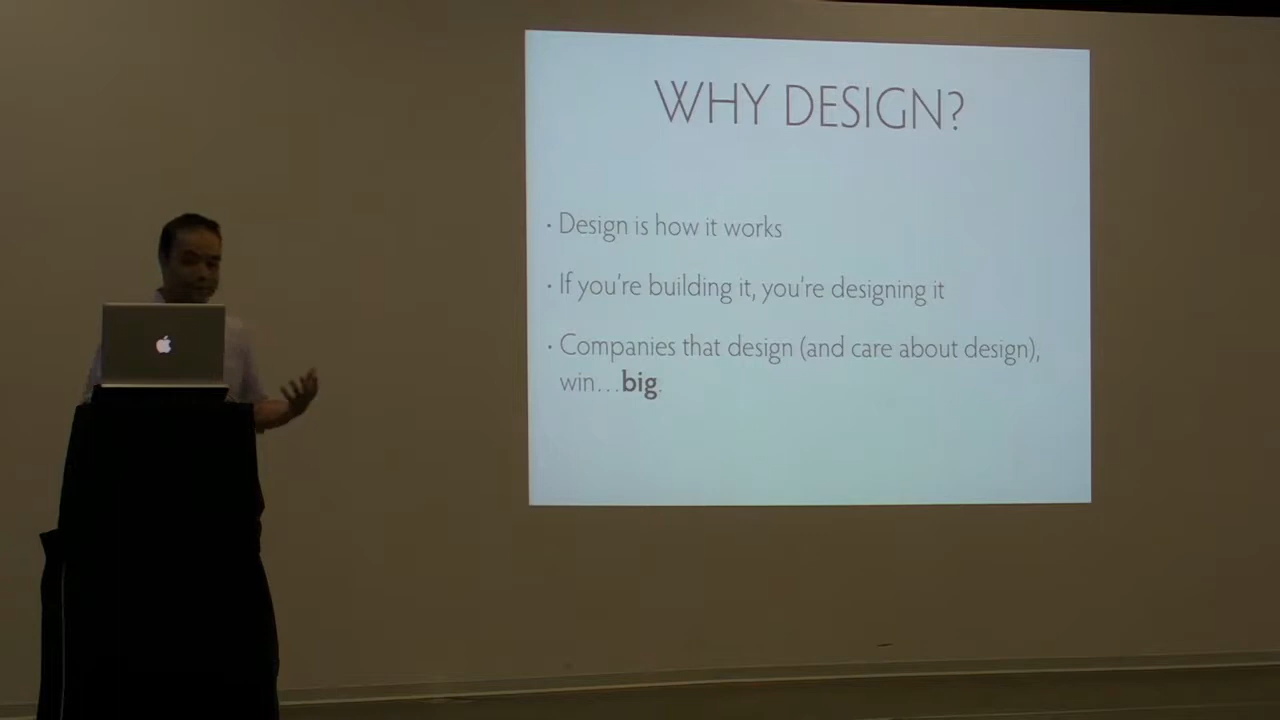 WHY DESIGN?
· Design is how it works
· If you're building it, you're designing it
· Companies that design (and care about design),
win…big.